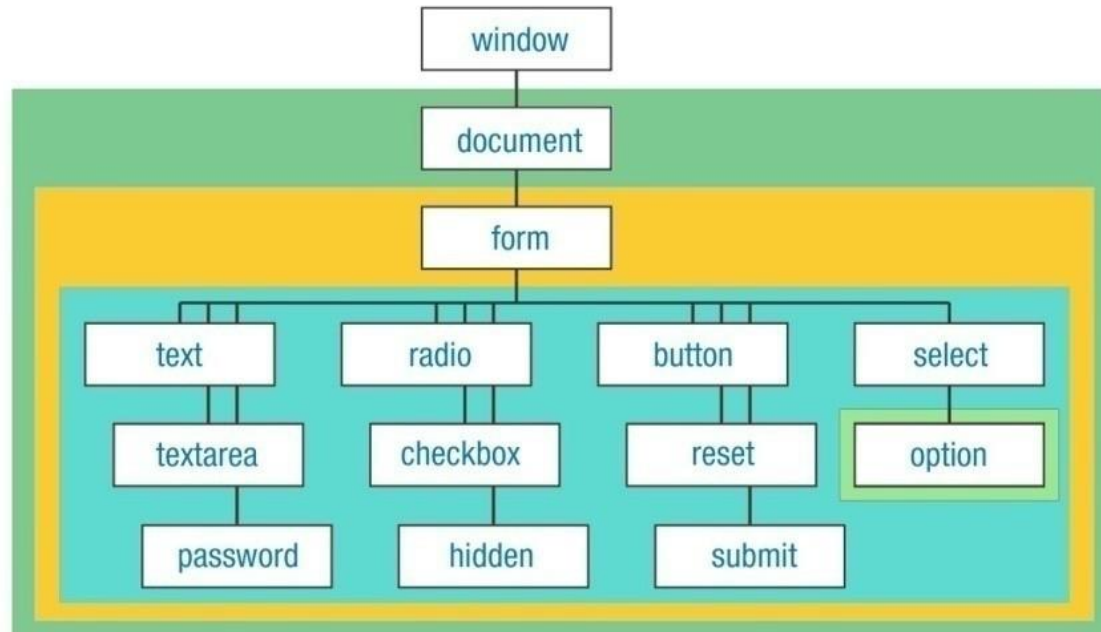 window
document
form
text
radio
button
select
textarea
checkbox
reset
option
password
hidden
submit